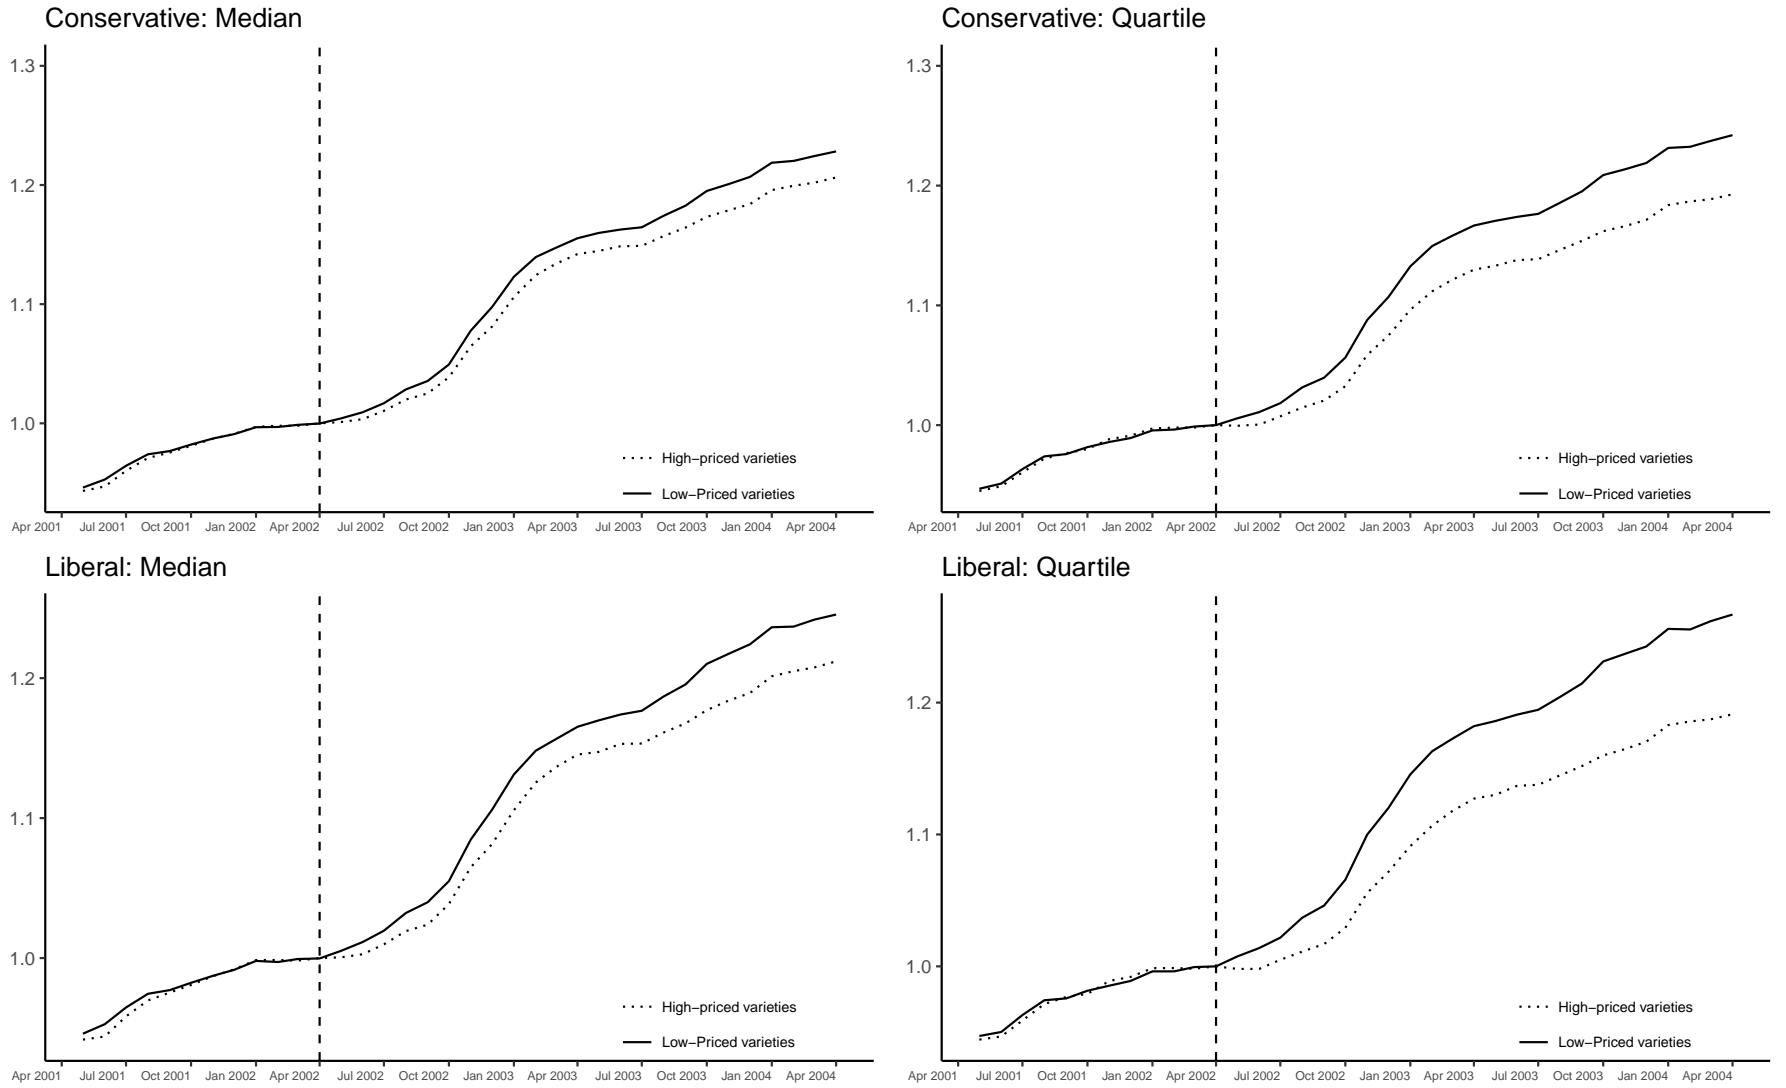 Conservative: Median
1.3
1.2
1.1
1.0
High−priced varieties
Low−Priced varieties
Apr 2001 Jul 2001 Oct 2001 Jan 2002 Apr 2002 Jul 2002 Oct 2002 Jan 2003 Apr 2003 Jul 2003 Oct 2003 Jan 2004 Apr 2004
Conservative: Quartile
1.3
1.2
1.1
1.0
High−priced varieties
Low−Priced varieties
Apr 2001 Jul 2001 Oct 2001 Jan 2002 Apr 2002 Jul 2002 Oct 2002 Jan 2003 Apr 2003 Jul 2003 Oct 2003 Jan 2004 Apr 2004
Liberal: Median
1.2
1.1
1.0
High−priced varieties
Low−Priced varieties
Apr 2001 Jul 2001 Oct 2001 Jan 2002 Apr 2002 Jul 2002 Oct 2002 Jan 2003 Apr 2003 Jul 2003 Oct 2003 Jan 2004 Apr 2004
Liberal: Quartile
1.2
1.1
1.0
High−priced varieties
Low−Priced varieties
Apr 2001 Jul 2001 Oct 2001 Jan 2002 Apr 2002 Jul 2002 Oct 2002 Jan 2003 Apr 2003 Jul 2003 Oct 2003 Jan 2004 Apr 2004